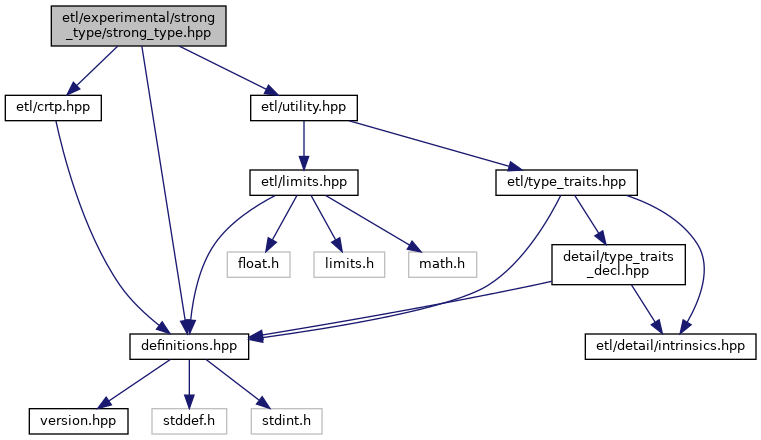 etl/experimental/strong
_type/strong_type.hpp
etl/crtp.hpp
etl/utility.hpp
etl/limits.hpp
etl/type_traits.hpp
float.h
limits.h
math.h
detail/type_traits
_decl.hpp
definitions.hpp
etl/detail/intrinsics.hpp
version.hpp
stddef.h
stdint.h